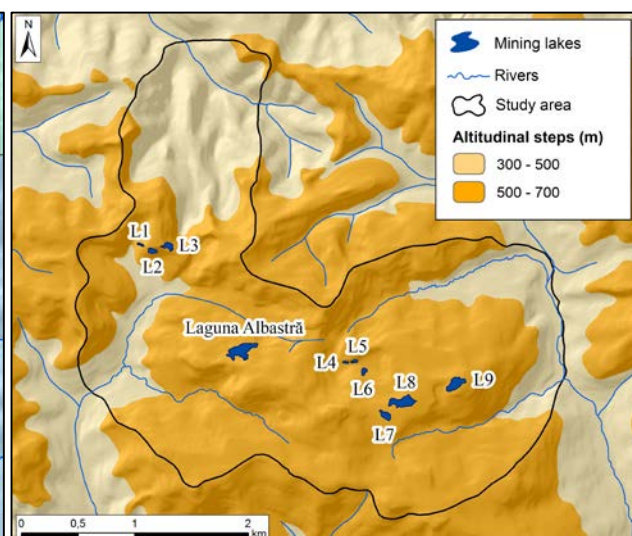 N
Mining lakes
Rivers
Study area
Altitudinal steps (m)
300 - 500
500 - 700
L1
L3
L2
Laguna Albastră
L5
L4
L6
L8
L9
L7
0 0,5 1 2
km